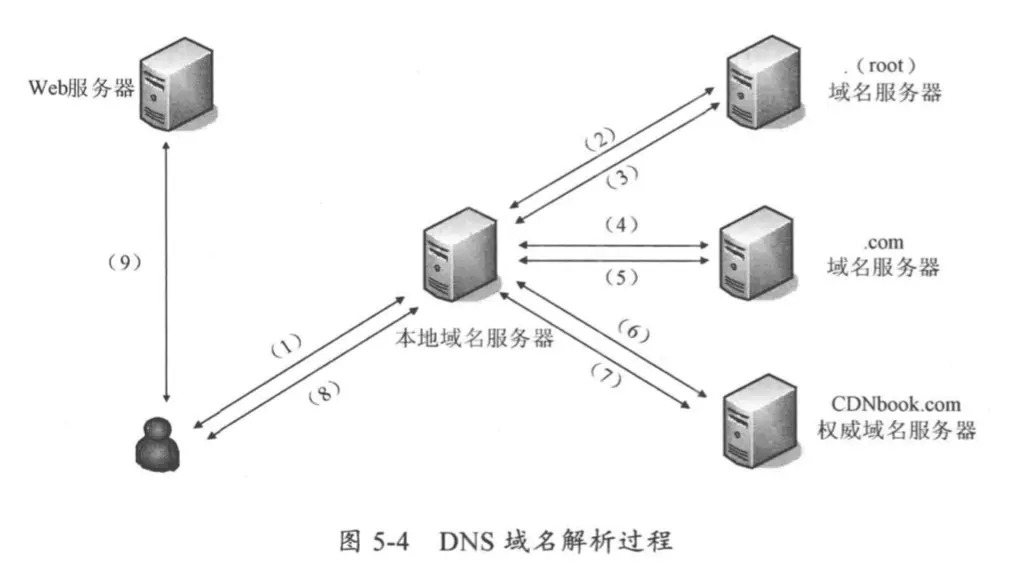 Web服务器
.(root)
域名服务器
(2)
(3)
(4)
.com
域名服务器
(5)
(9)
(6)
本地域名服务器
(1)
(7)
(8)
CDNbook.com
权威域名服务器
图 5-4 DNS 域名解析过程